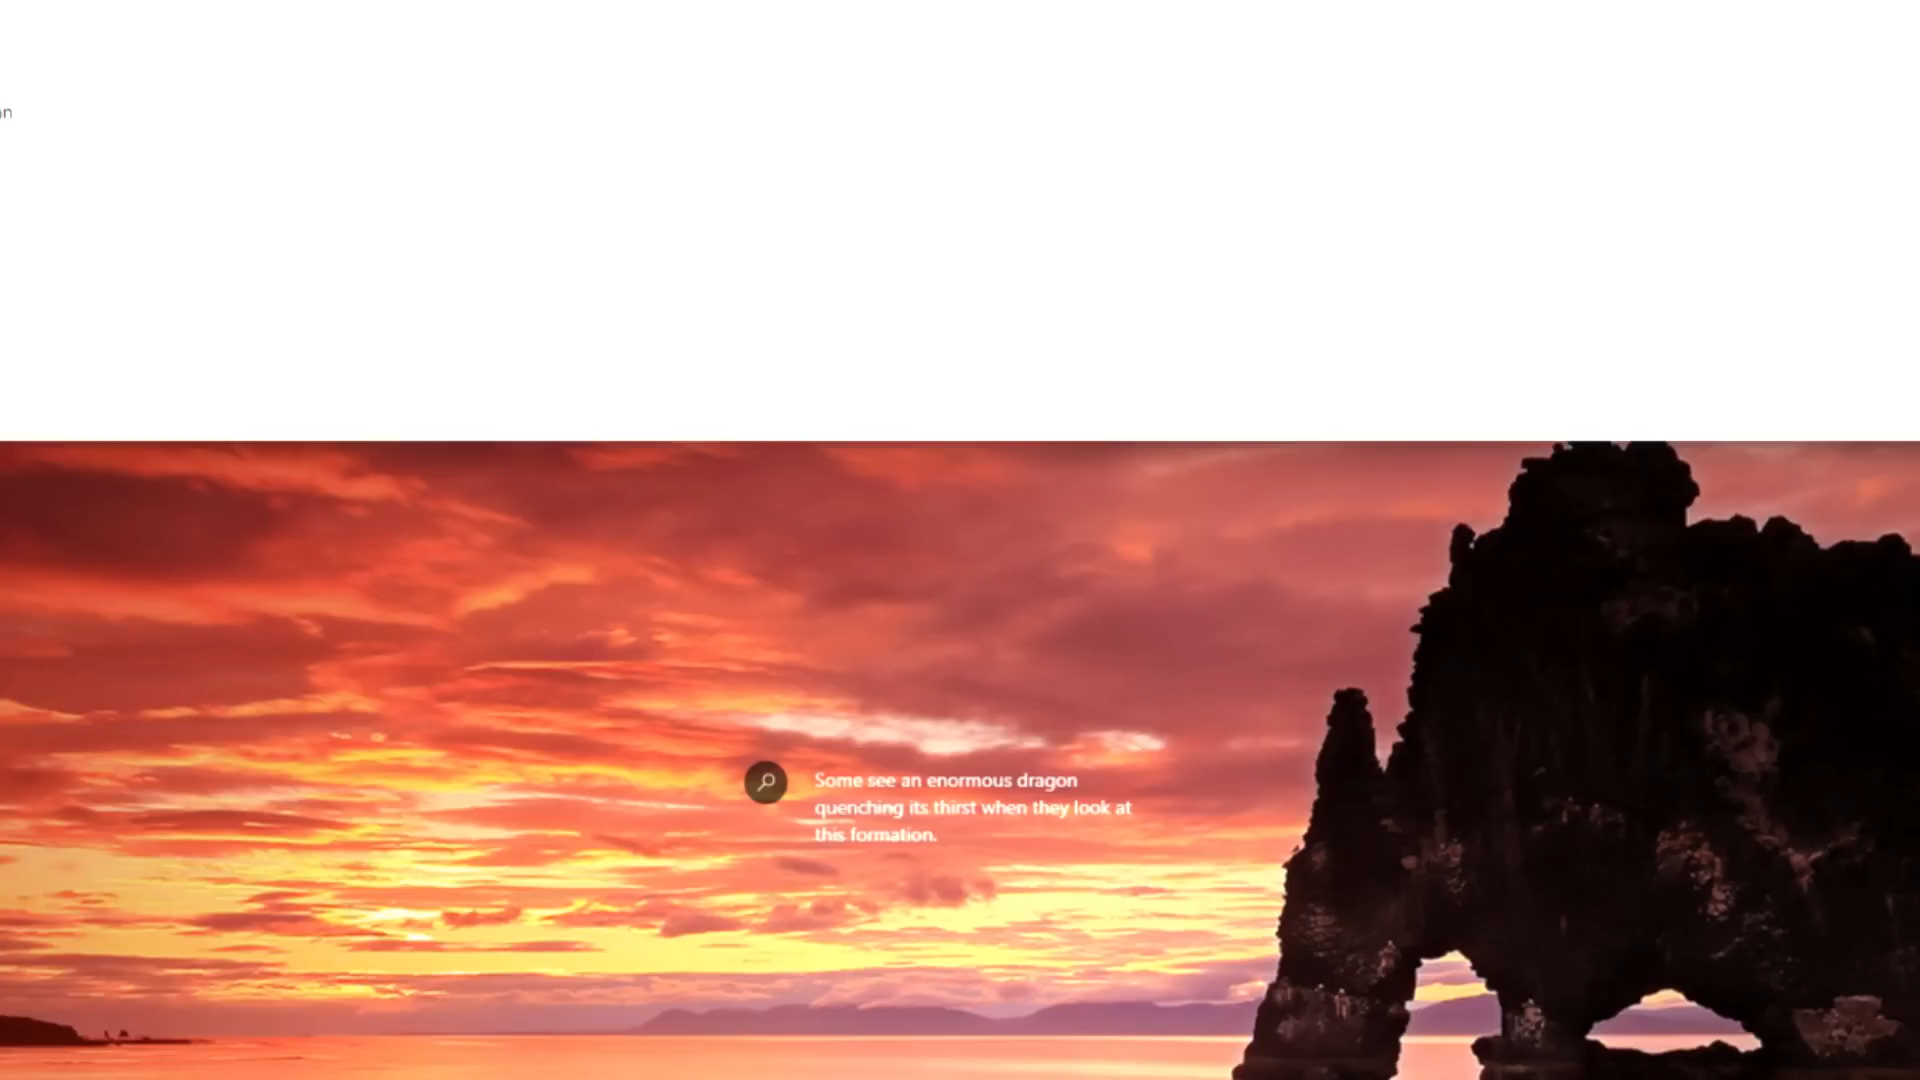 Some see an enormous dragon
quenching its thirst when they look at
this formation.